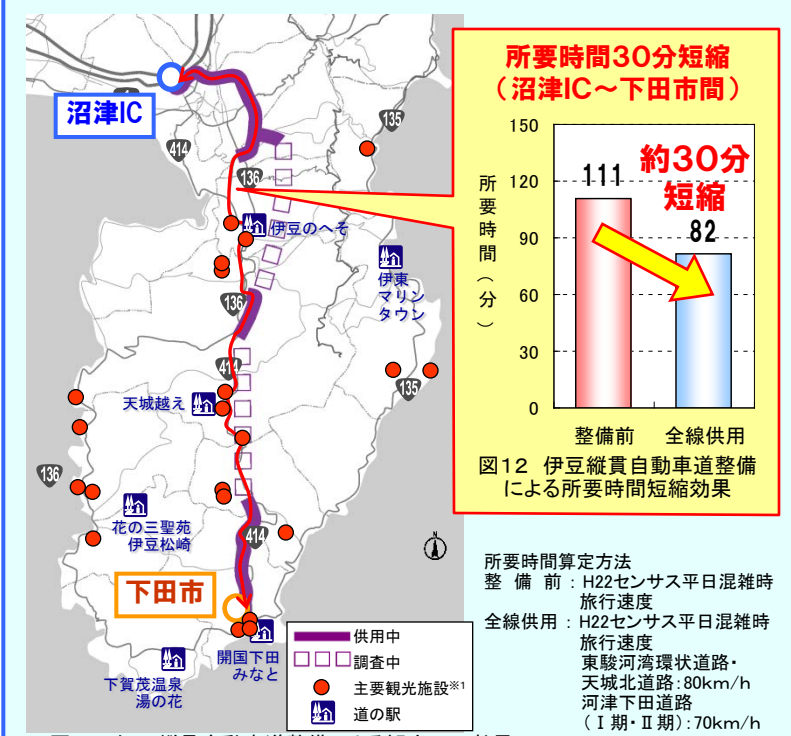 沼津IC
414
136
135
伊豆のへそ
伊東
マリン
タウン
136
414
天城越え
135
136
花の三聖苑
伊豆松崎
414
下田市
開国下田
みなと
下賀茂温泉
湯の花
N
供用中
調査中
主要観光施設※1
道の駅
所要時間30分短縮
(沼津IC~下田市間)
所要時間(分)
150
120
90
60
30
0
111
約30分
短縮
82
整備前 全線供用
図12 伊豆縦貫自動車道整備
による所要時間短縮効果
所要時間算定方法
整 備 前:H22センサス平日混雑時
旅行速度
全線供用:H22センサス平日混雑時
旅行速度
東駿河湾環状道路・
天城北道路:80km/h
河津下田道路
(Ⅰ期・Ⅱ期):70km/h